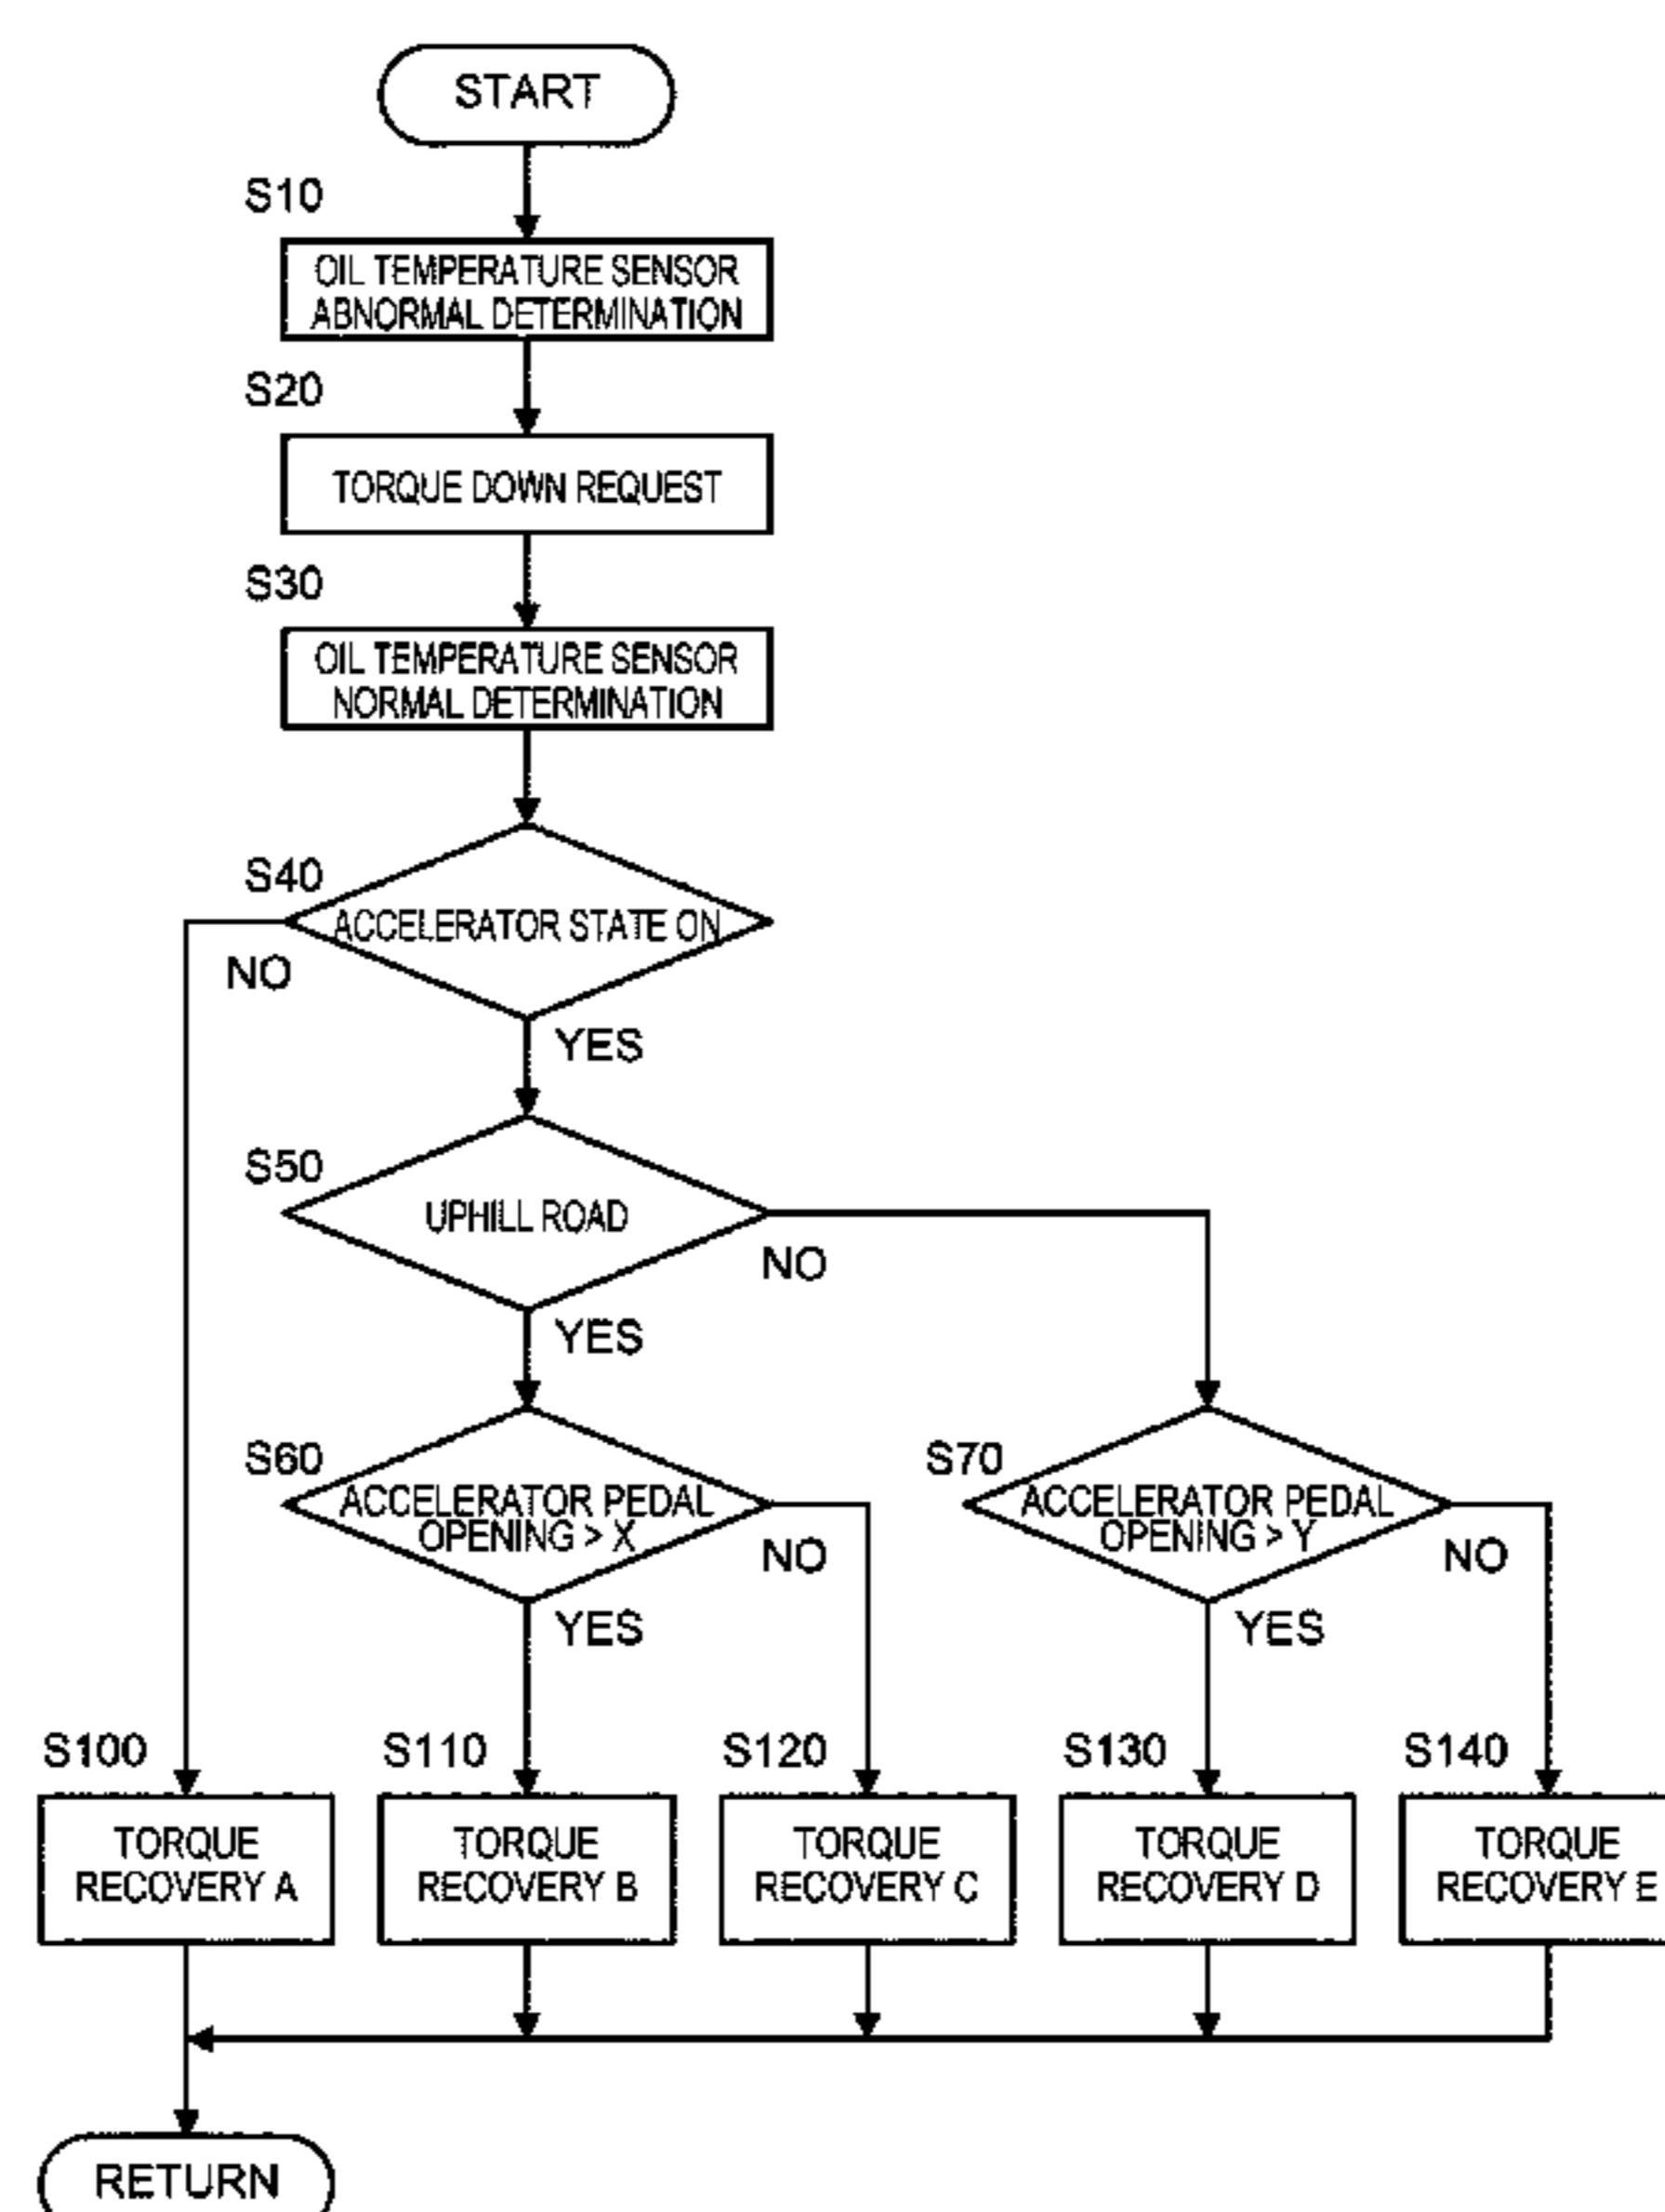 START
S10
OIL TEMPERATURE SENSOR
ABNORMAL DETERMINATION
S20
TORQUE DOWN REQUEST
S30
OIL TEMPERATURE SENSOR
NORMAL DETERMINATION
S40
ACCELERATOR STATE ON
NO
YES
S50
UPHILL ROAD
NO
YES
S60
ACCELERATOR PEDAL
OPENING > X
NO
YES
S70
ACCELERATOR PEDAL
OPENING > Y
NO
YES
S100
TORQUE
RECOVERY A
S110
TORQUE
RECOVERY B
S120
TORQUE
RECOVERY C
S130
TORQUE
RECOVERY D
S140
TORQUE
RECOVERY E
RETURN